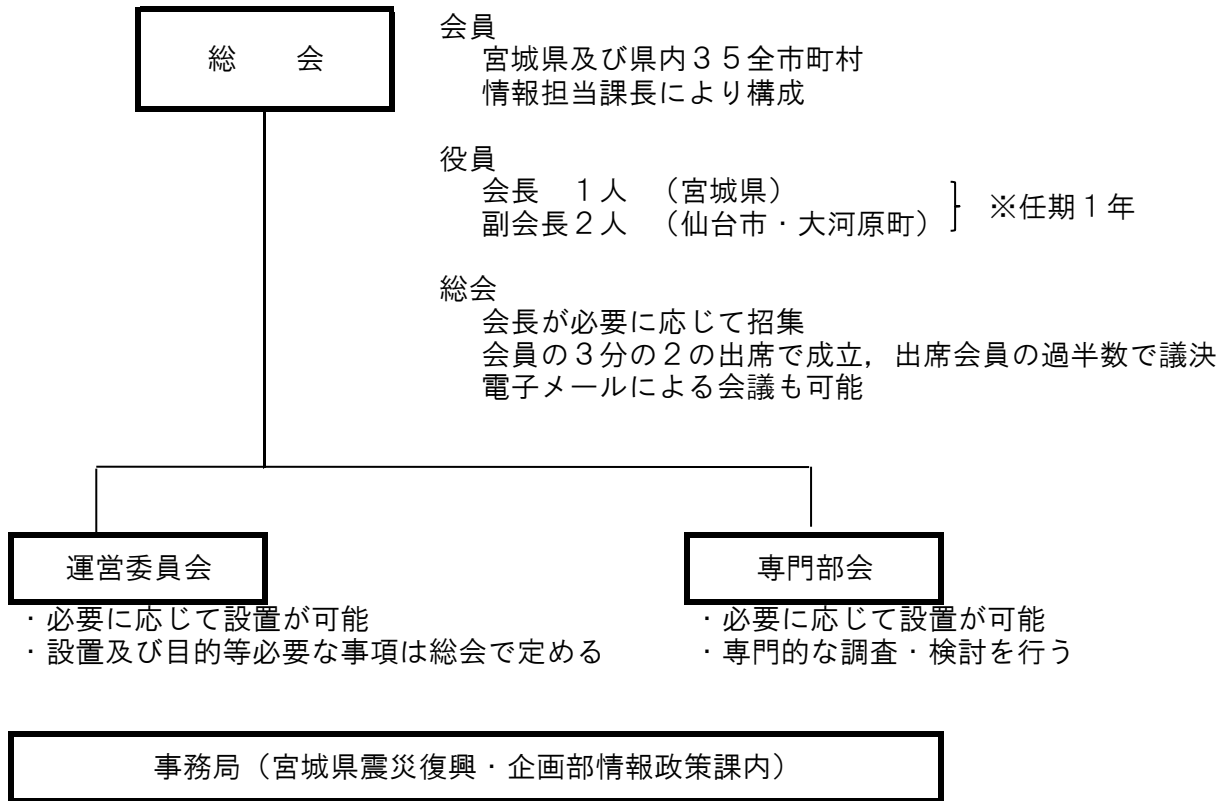 総　会
会員
宮城県及び県内３５全市町村
情報担当課長により構成
役員
会長　１人　（宮城県）
副会長２人　（仙台市・大河原町）
※任期１年
総会
会長が必要に応じて招集
会員の３分の２の出席で成立，出席会員の過半数で議決
電子メールによる会議も可能
運営委員会
・必要に応じて設置が可能
・設置及び目的等必要な事項は総会で定める
専門部会
・必要に応じて設置が可能
・専門的な調査・検討を行う
事務局（宮城県震災復興・企画部情報政策課内）